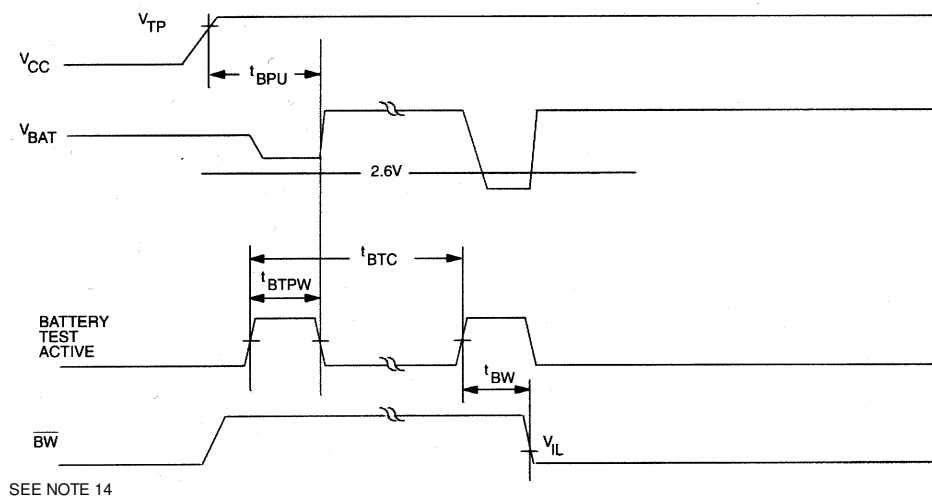 VTP
VCC
tBPU
VBAT
2.6V
tBTC
tBTPW
BATTERY
TEST
ACTIVE
tBW
BW
VIL
SEE NOTE 14